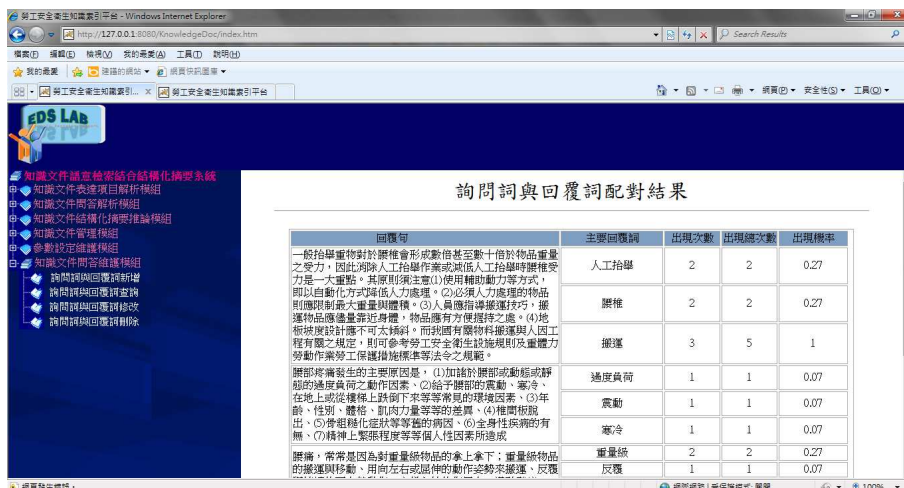 勞工安全衛生知識索引平台 - Windows Internet Explorer
http://127.0.0.1:8080/KnowledgeDoc/index.htm
Search Results
檔案(F) 編輯(E) 檢視(V) 我的最愛(A) 工具(T) 說明(H)
我的最愛 建議的網站 網頁快訊圖庫
勞工安全衛生知識索引... 勞工安全衛生知識索引平台
網頁(P) 安全性(S) 工具(O)
EDS LAB
知識文件語意檢索結合結構化摘要系統
知識文件表達項目解析模組
知識文件問答解析模組
知識文件結構化摘要推論模組
知識文件管理模組
參數設定維護模組
知識文件問答維護模組
詢問詞與回覆詞新增
詢問詞與回覆詞查詢
詢問詞與回覆詞修改
詢問詞與回覆詞刪除
詢問詞與回覆詞配對結果
回覆句 主要回覆詞 出現次數 出現總次數 出現機率
一般抬舉重物對於腰椎會形成數倍甚至數十倍於物品重量
之受力，因此消除人工抬舉作業或減低人工抬舉時腰椎受
力是一大重點。其原則須注意(1)使用輔助動力等方式，
即以自動化方式降低人力處理。(2)必須人力處理的物品
則應限制最大重量與體積。(3)人員應指導搬運技巧，搬
運物品應儘量靠近身體，物品應有方便握持之處。(4)地
板坡度設計應不可太傾斜。而我國有關物料搬運與人因工
程有關之規定，則可參考勞工安全衛生設施規則及重體力
勞動作業勞工保護措施標準等法令之規範。
人工抬舉 2 2 0.27
腰椎 2 2 0.27
搬運 3 5 1
腰部疼痛發生的主要原因是，(1)加諸於腰部或動態或靜
態的過度負荷之動作因素、(2)給予腰部的震動、寒冷、
在地上或從樓梯上跌倒下來等等常見的環境因素、(3)年
齡、性別、體格、肌肉力量等等的差異、(4)椎間板脫
出、(5)骨粗鬆化症狀等等舊的病因、(6)全身性疾病的有
無、(7)精神上緊張程度等等個人性因素所造成
過度負荷 1 1 0.07
震動 1 1 0.07
寒冷 1 1 0.07
腰痛，常常是因為對重量級物品的拿上拿下；重量級物品
的搬運與移動、用向左右或屈伸的動作姿勢來搬運、反覆
重量級 2 2 0.27
反覆 1 1 0.07
100%